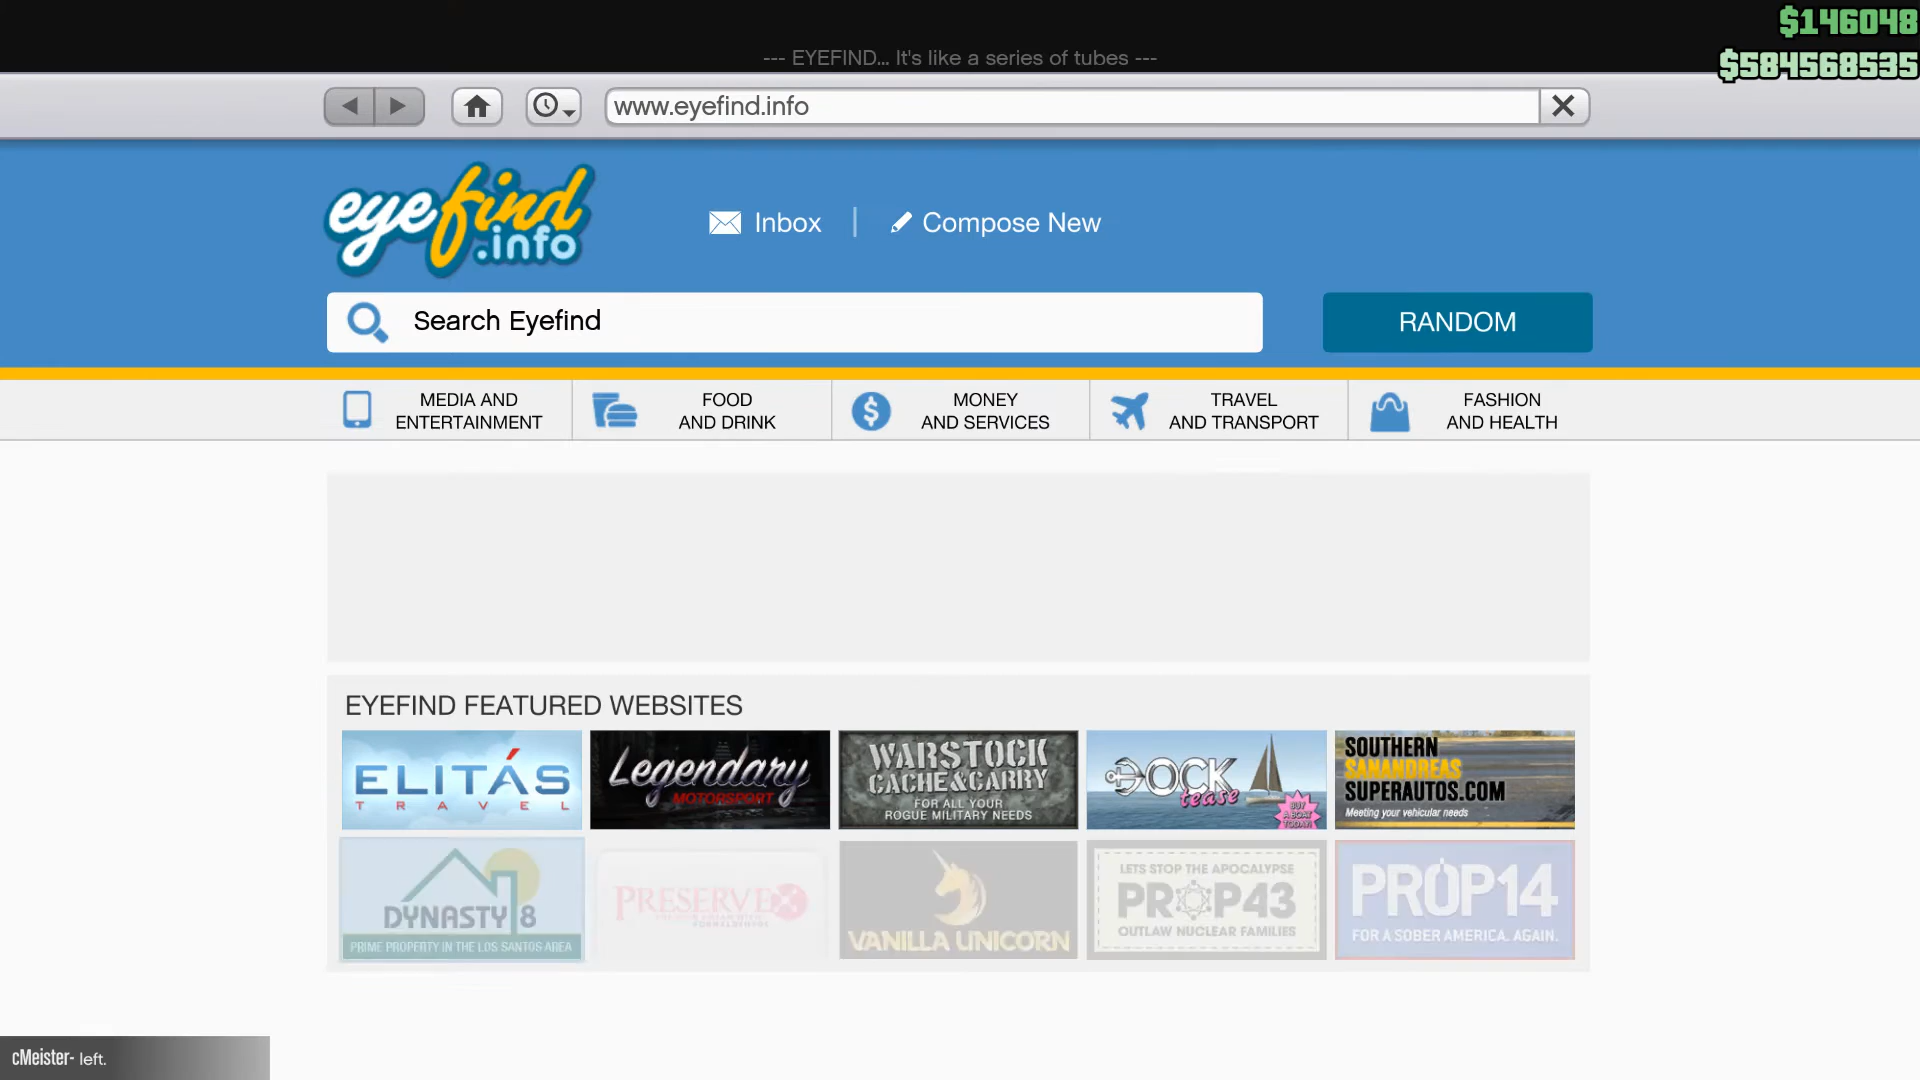 $146048
--- EYEFIND... It's like a series of tubes ---
$584568535
www.eyefind.info
eyefind
.info
Inbox
Compose New
Search Eyefind
RANDOM
MEDIA AND
ENTERTAINMENT
FOOD
AND DRINK
MONEY
AND SERVICES
TRAVEL
AND TRANSPORT
FASHION
AND HEALTH
EYEFIND FEATURED WEBSITES
ELITÁS
TRAVEL
Legendary
MOTORSPORT
WARSTOCK
CACHE&CARRY
FOR ALL YOUR
ROGUE MILITARY NEEDS
DOCK
tease
BUY
A BOAT
TODAY!
SOUTHERN
SANANDREAS
SUPERAUTOS.COM
Meeting your vehicular needs
DYNASTY 8
PRIME PROPERTY IN THE LOS SANTOS AREA
PRESERVEX
VANILLA UNICORN
LETS STOP THE APOCALYPSE
PROP43
OUTLAW NUCLEAR FAMILIES
PROP14
FOR A SOBER AMERICA. AGAIN.
cMeister- left.